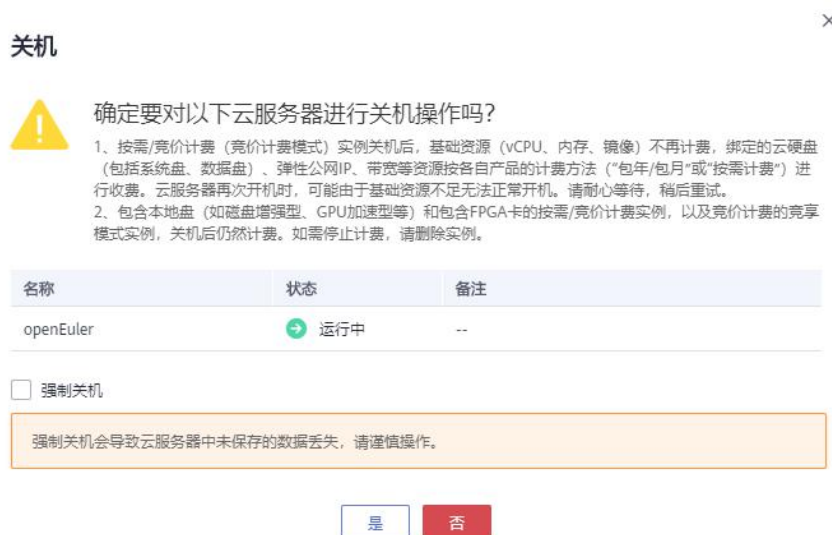 关机
确定要对以下云服务器进行关机操作吗?
1、按需/竞价计费(竞价计费模式)实例关机后,基础资源(vCPU、内存、镜像)不再计费,绑定的云硬盘
(包括系统盘、数据盘)、弹性公网IP、带宽等资源按各自产品的计费方法(“包年/包月”或“按需计费”)进
行收费。云服务器再次开机时,可能由于基础资源不足无法正常开机。请耐心等待,稍后重试。
2、包含本地盘(如磁盘增强型、GPU加速型等)和包含FPGA卡的按需/竞价计费实例,以及竞价计费的竞享
模式实例,关机后仍然计费。如需停止计费,请删除实例。
名称 状态 备注
openEuler 运行中 --
强制关机
强制关机会导致云服务器中未保存的数据丢失,请谨慎操作。
是 否